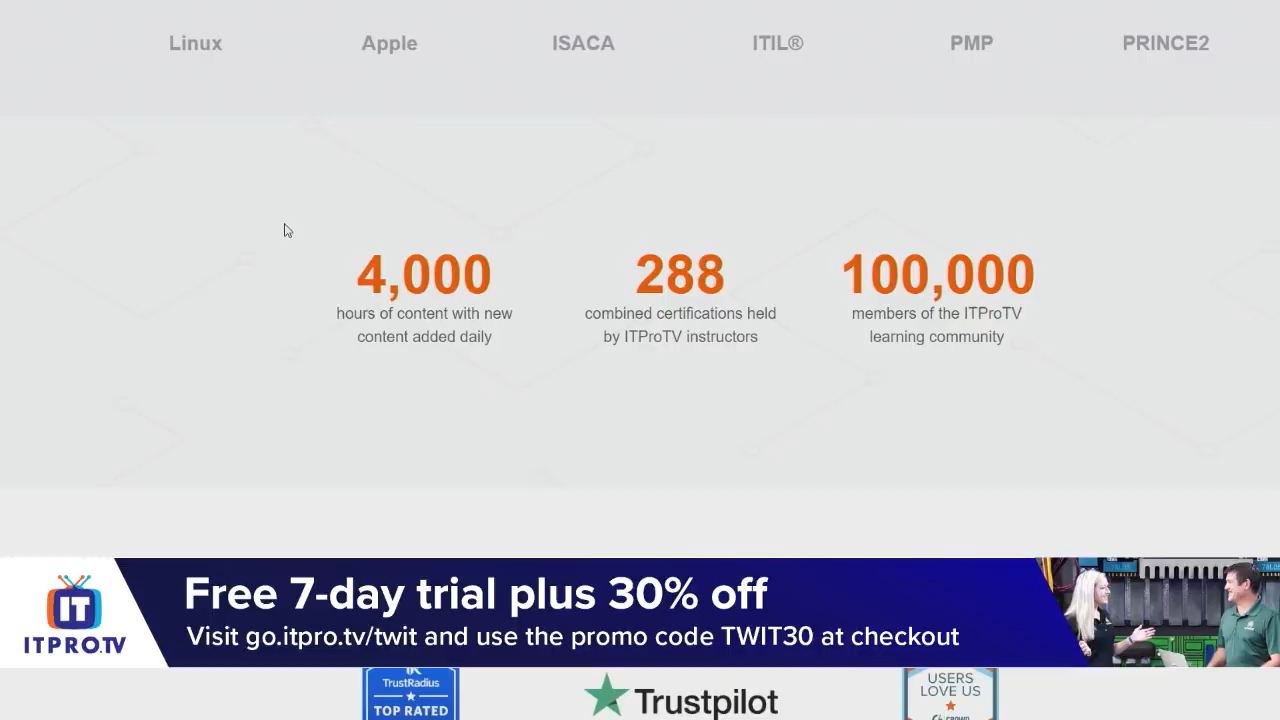 Linux Apple ISACA ITIL® PMP PRINCE2
4,000 288 100,000
hours of content with new combined certifications held members of the ITProTV
content added daily by ITProTV instructors learning community
Free 7-day trial plus 30% off
IT
ITPRO.TV
Visit go.itpro.tv/twit and use the promo code TWIT30 at checkout
TrustRadius
TOP RATED
Trustpilot
USERS
LOVE US